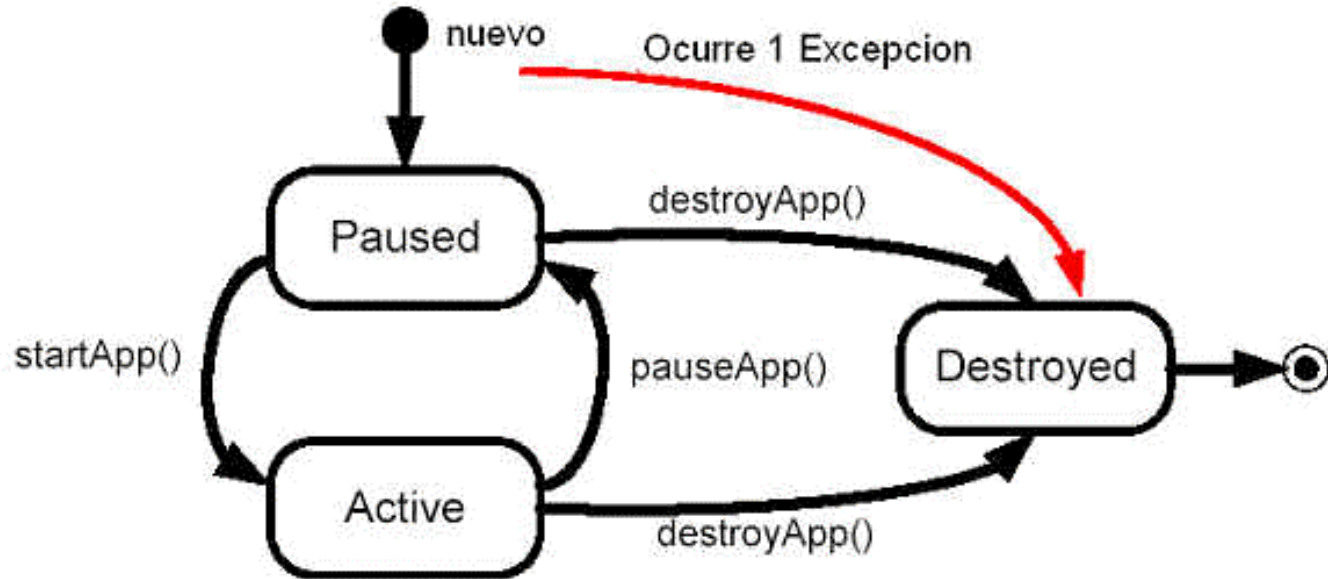 nuevo
Ocurre 1 Excepcion
destroyApp()
Paused
startApp()
pauseApp()
Destroyed
Active
destroyApp()